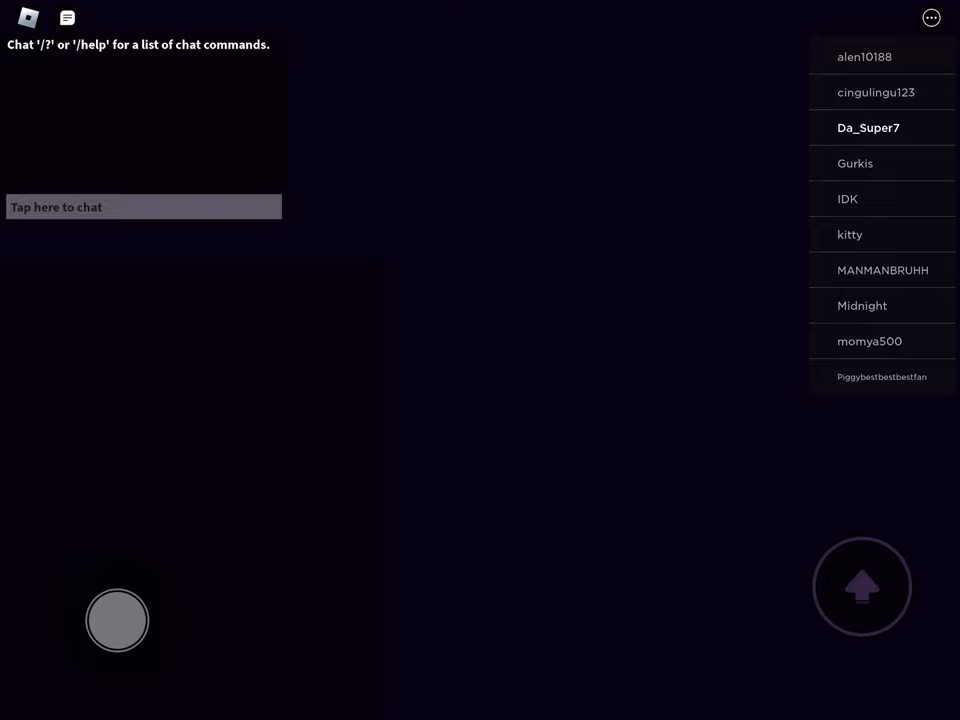 Chat '/?' or '/help' for a list of chat commands.
Tap here to chat
alen10188
cingulingu123
Da_Super7
Gurkis
IDK
kitty
MANMANBRUHH
Midnight
momya500
Piggybestbestbestfan